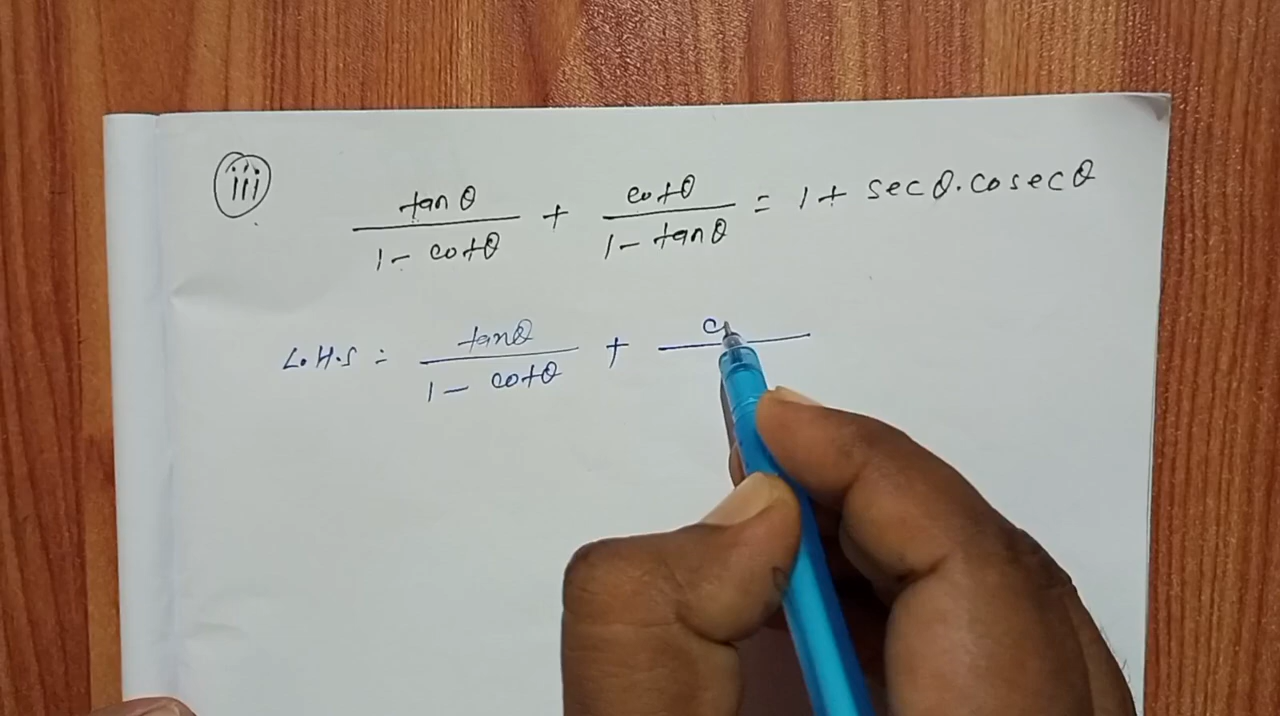 (iii)
tanθ / 1 - cotθ + cotθ / 1 - tanθ = 1 + secθ.cosecθ
L.H.S = tanθ / 1 - cotθ + c